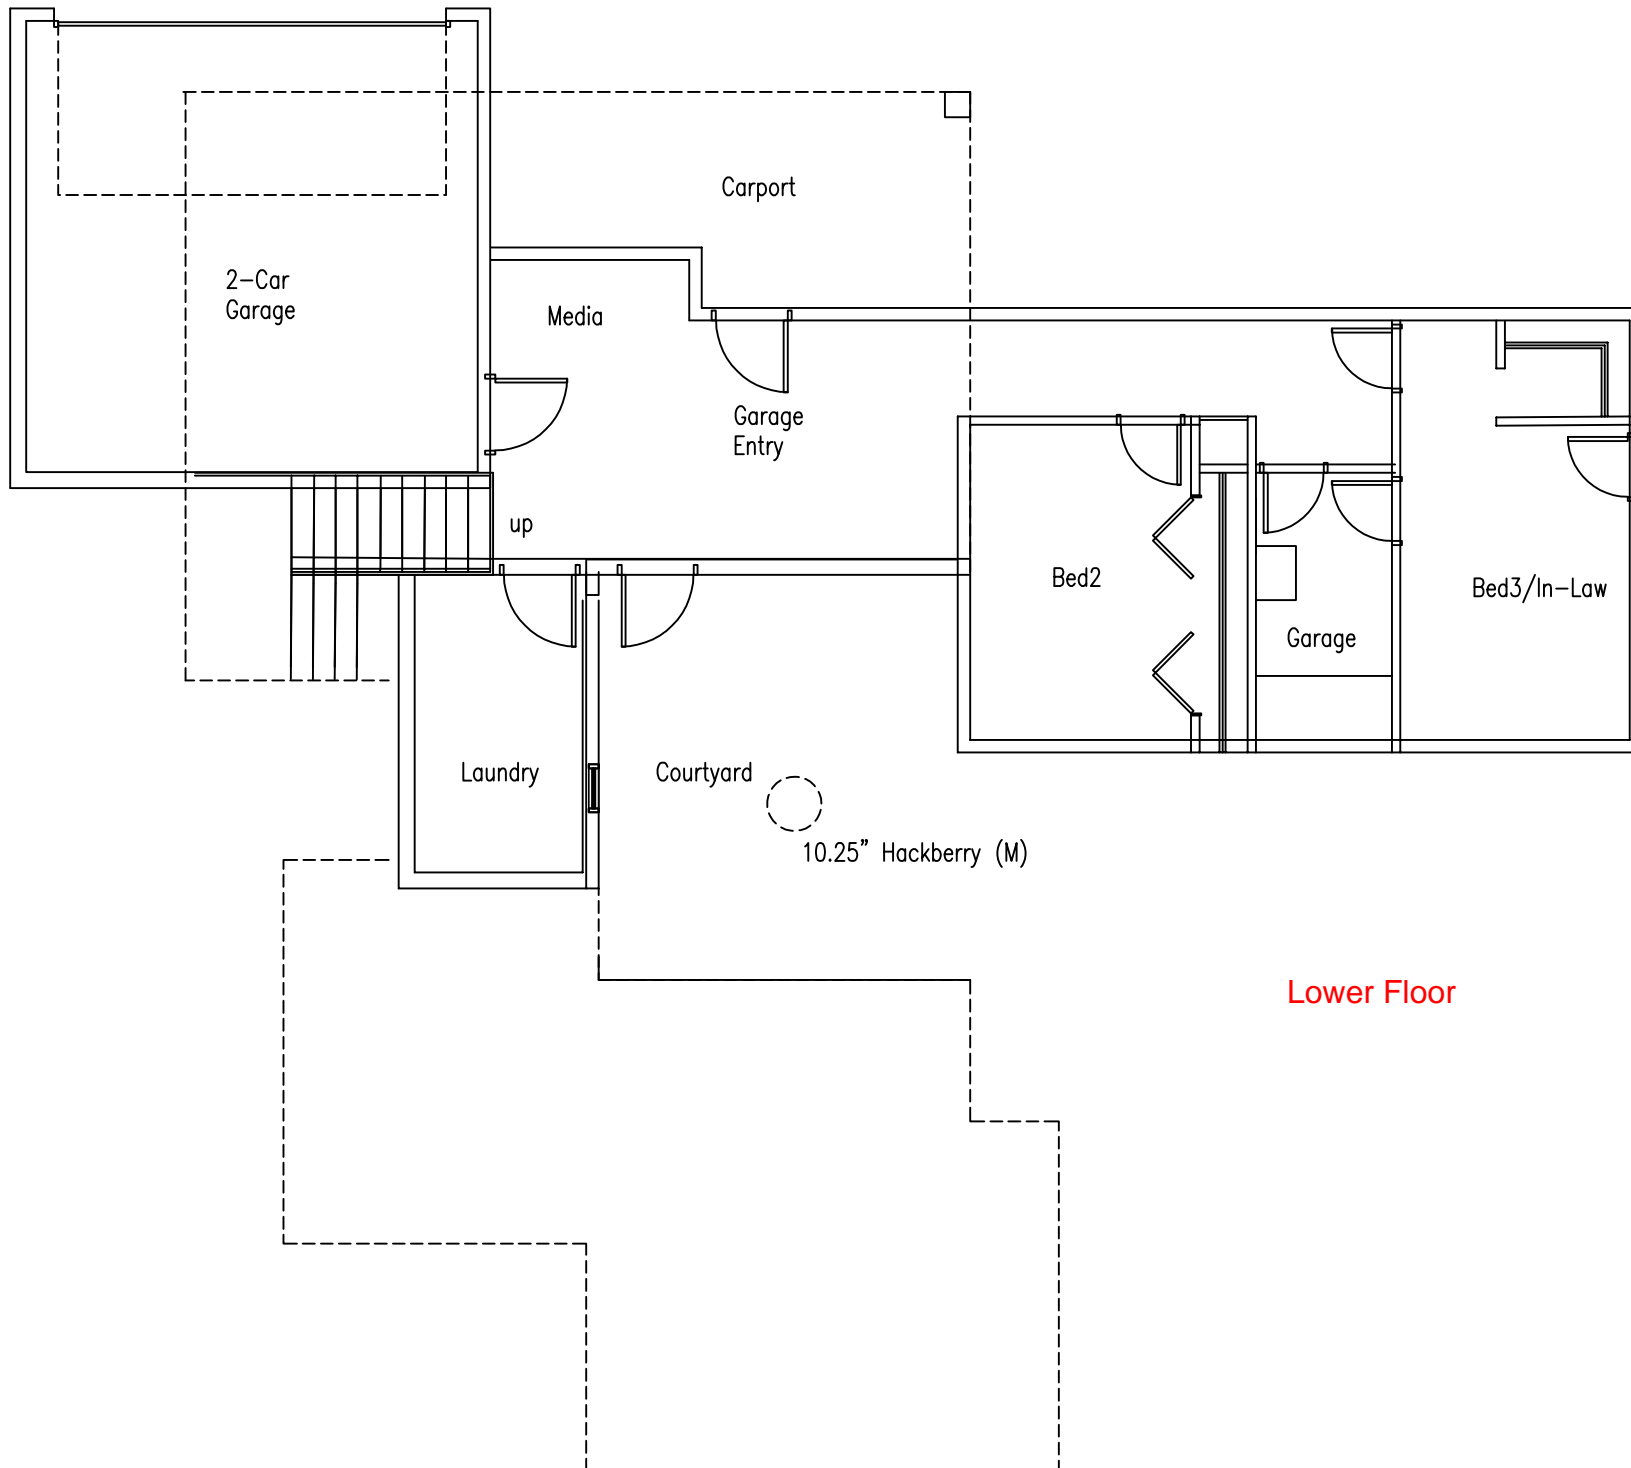 Carport
2-Car
Garage
Media
Garage
Entry
up
Bed2
Bed3/In-Law
Garage
Laundry
Courtyard
10.25" Hackberry (M)
Lower Floor